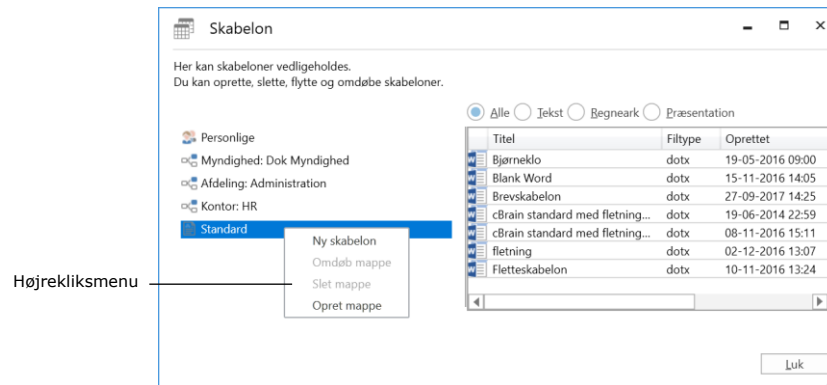 Skabelon
Her kan skabeloner vedligeholdes.
Du kan oprette, slette, flytte og omdøbe skabeloner.
Alle Tekst Regneark Præsentation
Personlige
Myndighed: Dok Myndighed
Afdeling: Administration
Kontor: HR
Standard
Ny skabelon
Omdøb mappe
Slet mappe
Opret mappe
Højrekliksmenu
Titel Filtype Oprettet
Bjørneklo dotx 19-05-2016 09:00
Blank Word dotx 15-11-2016 14:05
Brevskabelon dotx 27-09-2017 14:25
cBrain standard med fletning... dotx 19-06-2014 22:59
cBrain standard med fletning... dotx 08-11-2016 15:11
fletning dotx 02-12-2016 13:07
Fletteskabelon dotx 10-11-2016 13:24
Luk